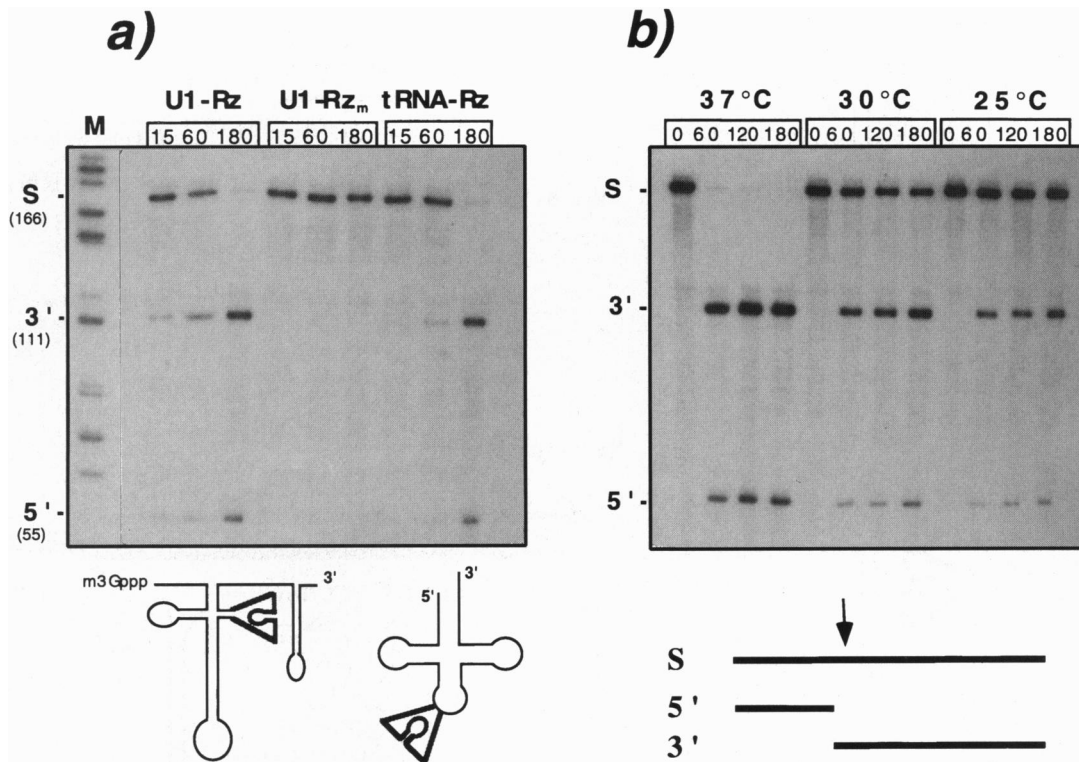 a)
b)
U1-Rz U1-Rzm tRNA-Rz
37°C 30°C 25°C
M
15 60 180 15 60 180 15 60 180
0 60 120 180 0 60 120 180 0 60 120 180
S
(166)
3'
(111)
5'
(55)
S
3'
5'
m3Gppp
3'
5'
3'
S
5'
3'